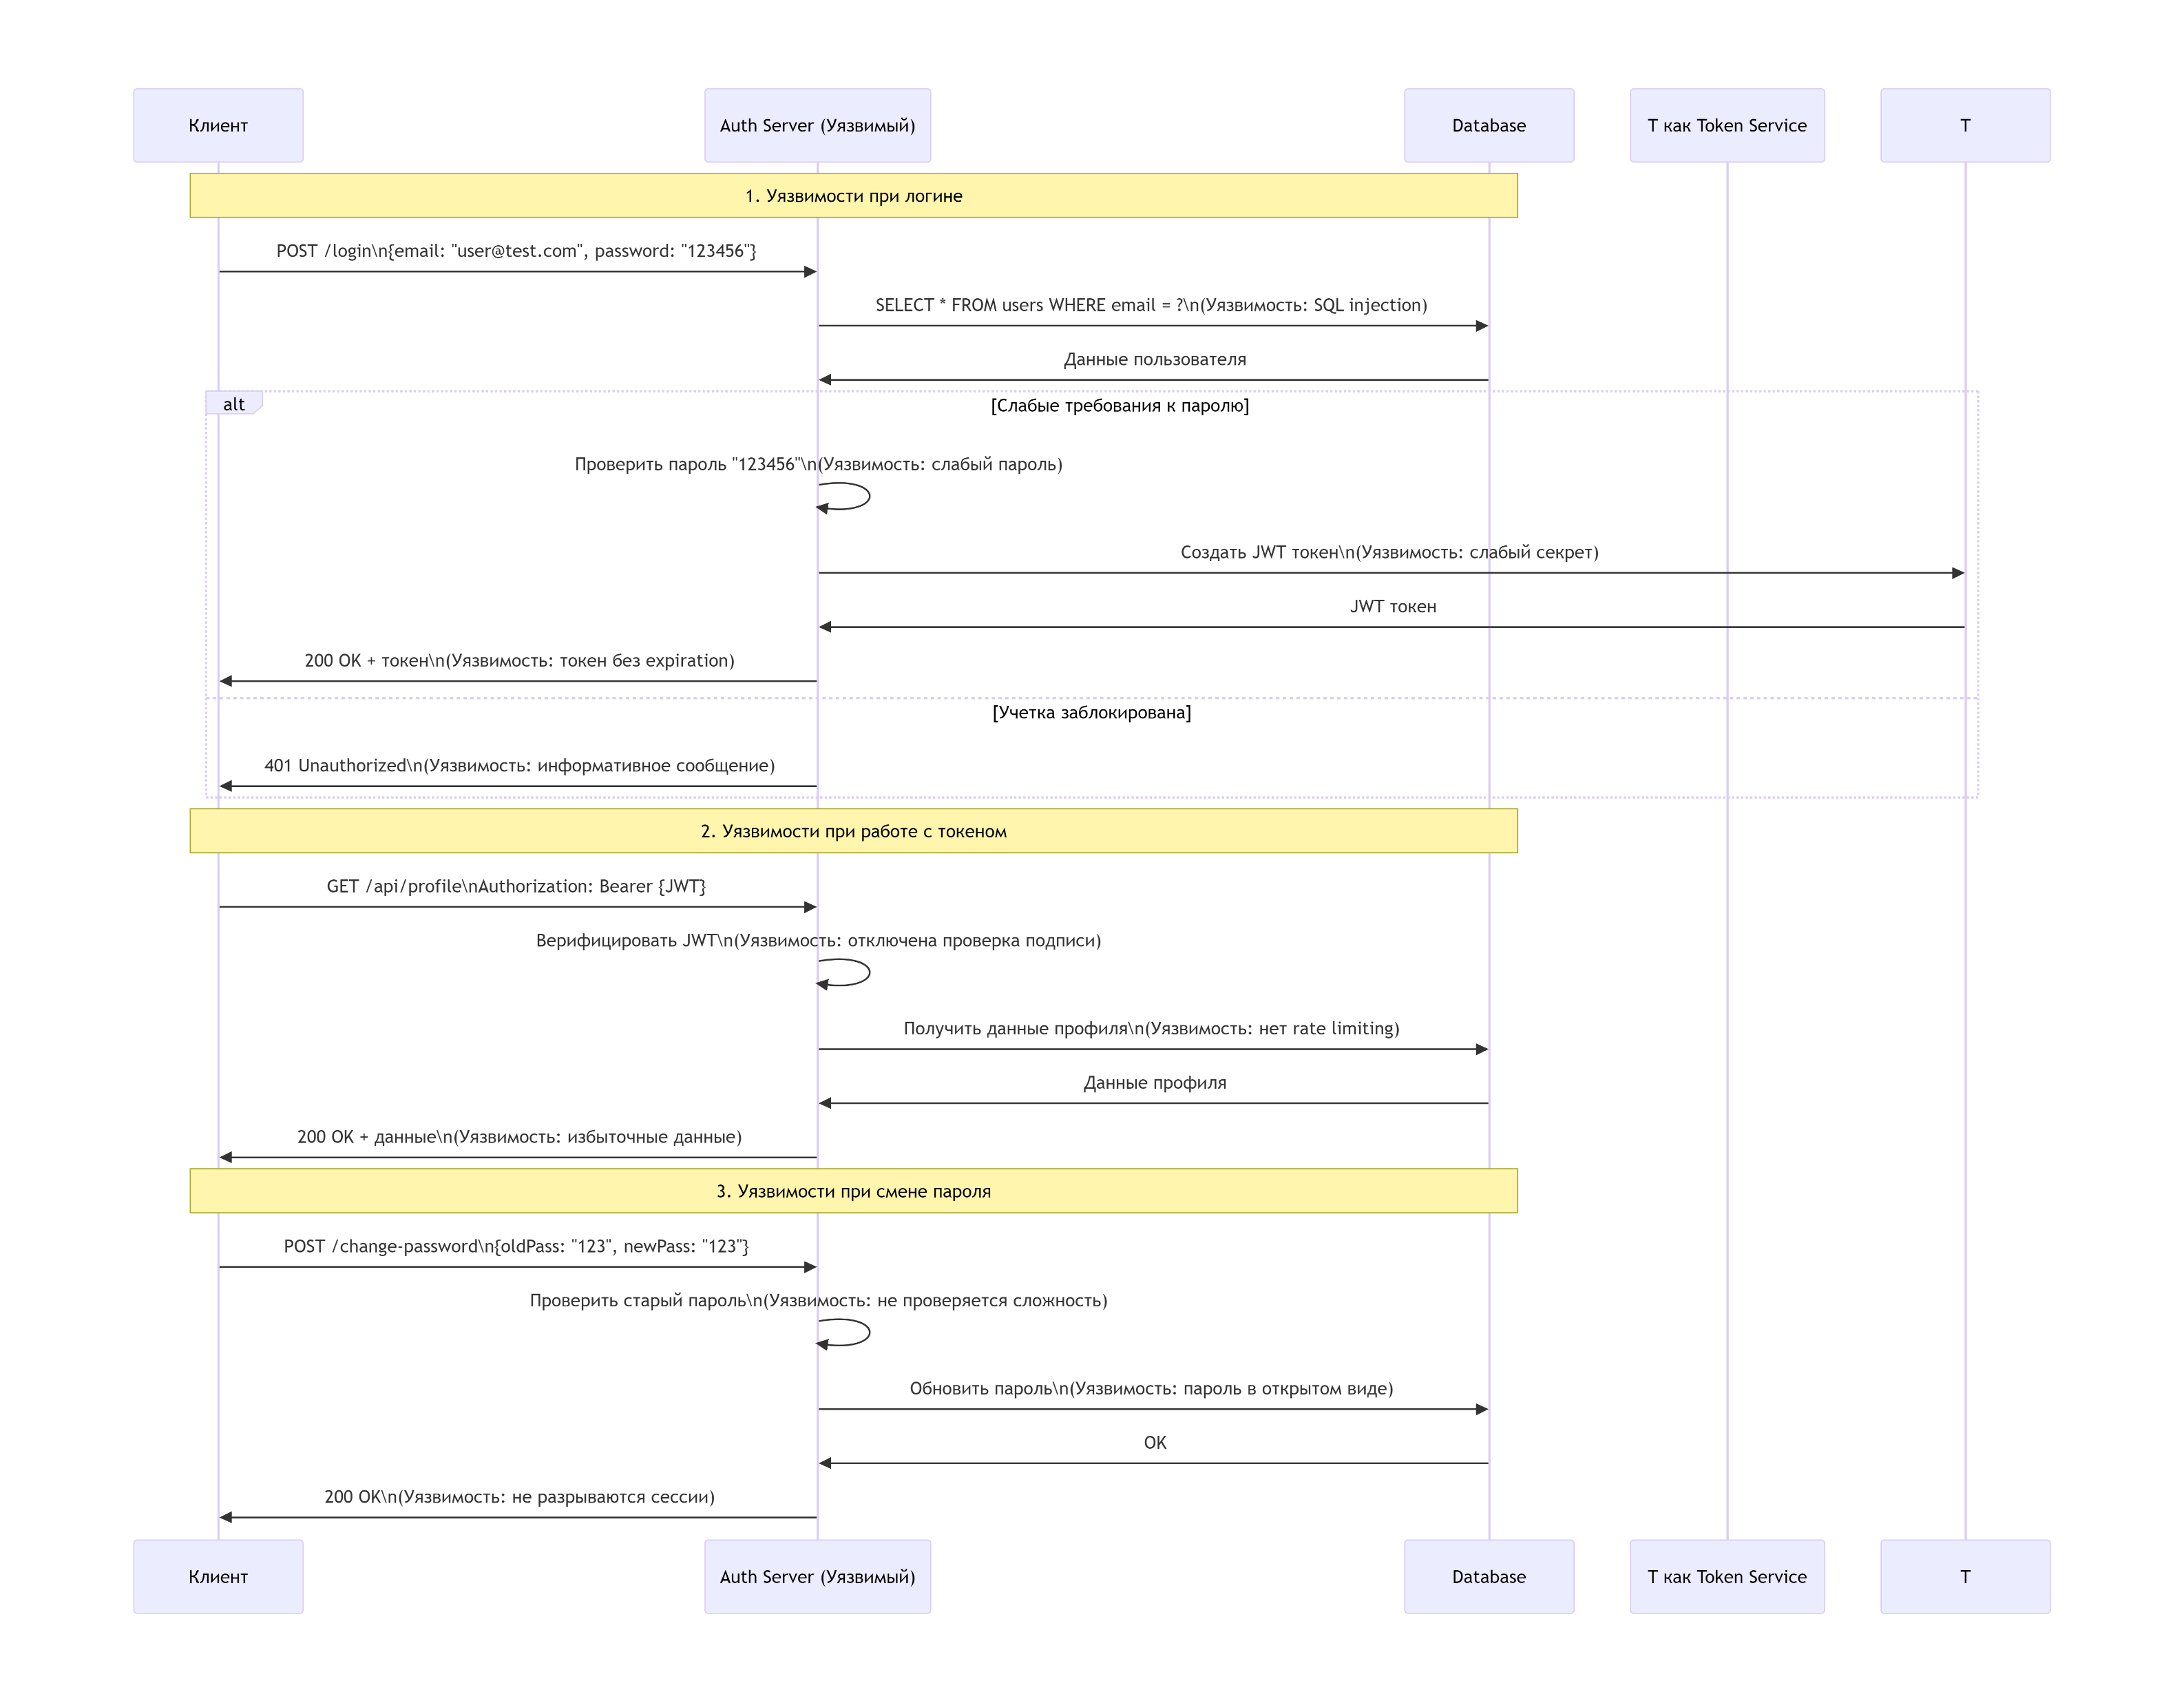 Клиент
Auth Server (Уязвимый)
Database
Т как Token Service
T
1. Уязвимости при логине
POST /login\n{email: "user@test.com", password: "123456"}
SELECT * FROM users WHERE email = ?\n(Уязвимость: SQL injection)
Данные пользователя
alt
[Слабые требования к паролю]
Проверить пароль "123456"\n(Уязвимость: слабый пароль)
Создать JWT токен\n(Уязвимость: слабый секрет)
JWT токен
200 OK + токен\n(Уязвимость: токен без expiration)
[Учетка заблокирована]
401 Unauthorized\n(Уязвимость: информативное сообщение)
2. Уязвимости при работе с токеном
GET /api/profile\nAuthorization: Bearer {JWT}
Верифицировать JWT\n(Уязвимость: отключена проверка подписи)
Получить данные профиля\n(Уязвимость: нет rate limiting)
Данные профиля
200 OK + данные\n(Уязвимость: избыточные данные)
3. Уязвимости при смене пароля
POST /change-password\n{oldPass: "123", newPass: "123"}
Проверить старый пароль\n(Уязвимость: не проверяется сложность)
Обновить пароль\n(Уязвимость: пароль в открытом виде)
OK
200 OK\n(Уязвимость: не разрываются сессии)
Клиент
Auth Server (Уязвимый)
Database
Т как Token Service
T